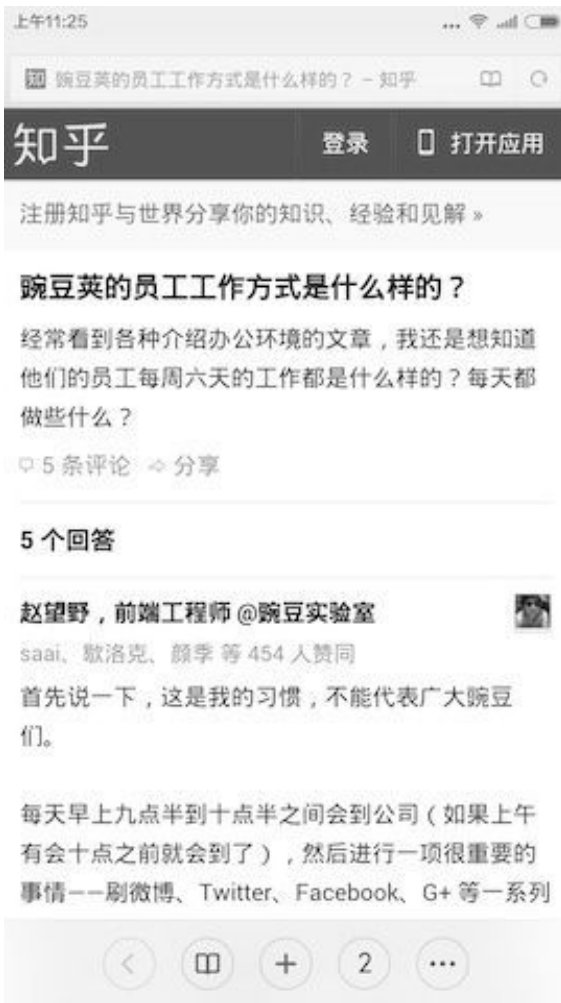 上午11:25
知 豌豆荚的员工工作方式是什么样的？ – 知乎
知乎 登录 打开应用
注册知乎与世界分享你的知识、经验和见解 »
豌豆荚的员工工作方式是什么样的？
经常看到各种介绍办公环境的文章，我还是想知道
他们的员工每周六天的工作都是什么样的？每天都
做些什么？
5 条评论 分享
5 个回答
赵望野，前端工程师 @豌豆实验室
saai、歇洛克、颜季 等 454 人赞同
首先说一下，这是我的习惯，不能代表广大豌豆
们。
每天早上九点半到十点半之间会到公司（如果上午
有会十点之前就会到了），然后进行一项很重要的
事情——刷微博、Twitter、Facebook、G+ 等一系列
2